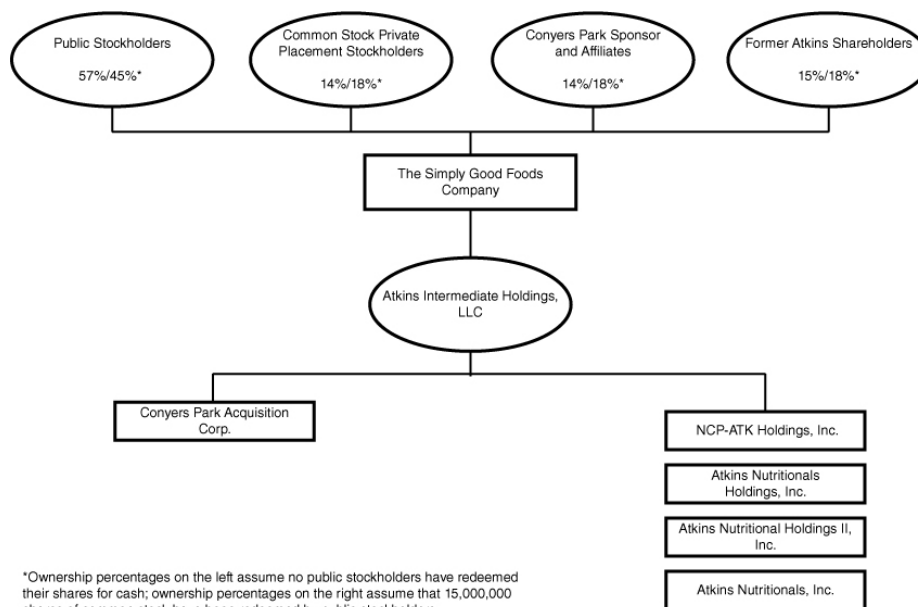 Public Stockholders
57%/45%*
Common Stock Private
Placement Stockholders
14%/18%*
Conyers Park Sponsor
and Affiliates
14%/18%*
Former Atkins Shareholders
15%/18%*
The Simply Good Foods
Company
Atkins Intermediate Holdings,
LLC
Conyers Park Acquisition
Corp.
NCP-ATK Holdings, Inc.
Atkins Nutritionals
Holdings, Inc.
Atkins Nutritional Holdings II,
Inc.
Atkins Nutritionals, Inc.
*Ownership percentages on the left assume no public stockholders have redeemed
their shares for cash; ownership percentages on the right assume that 15,000,000